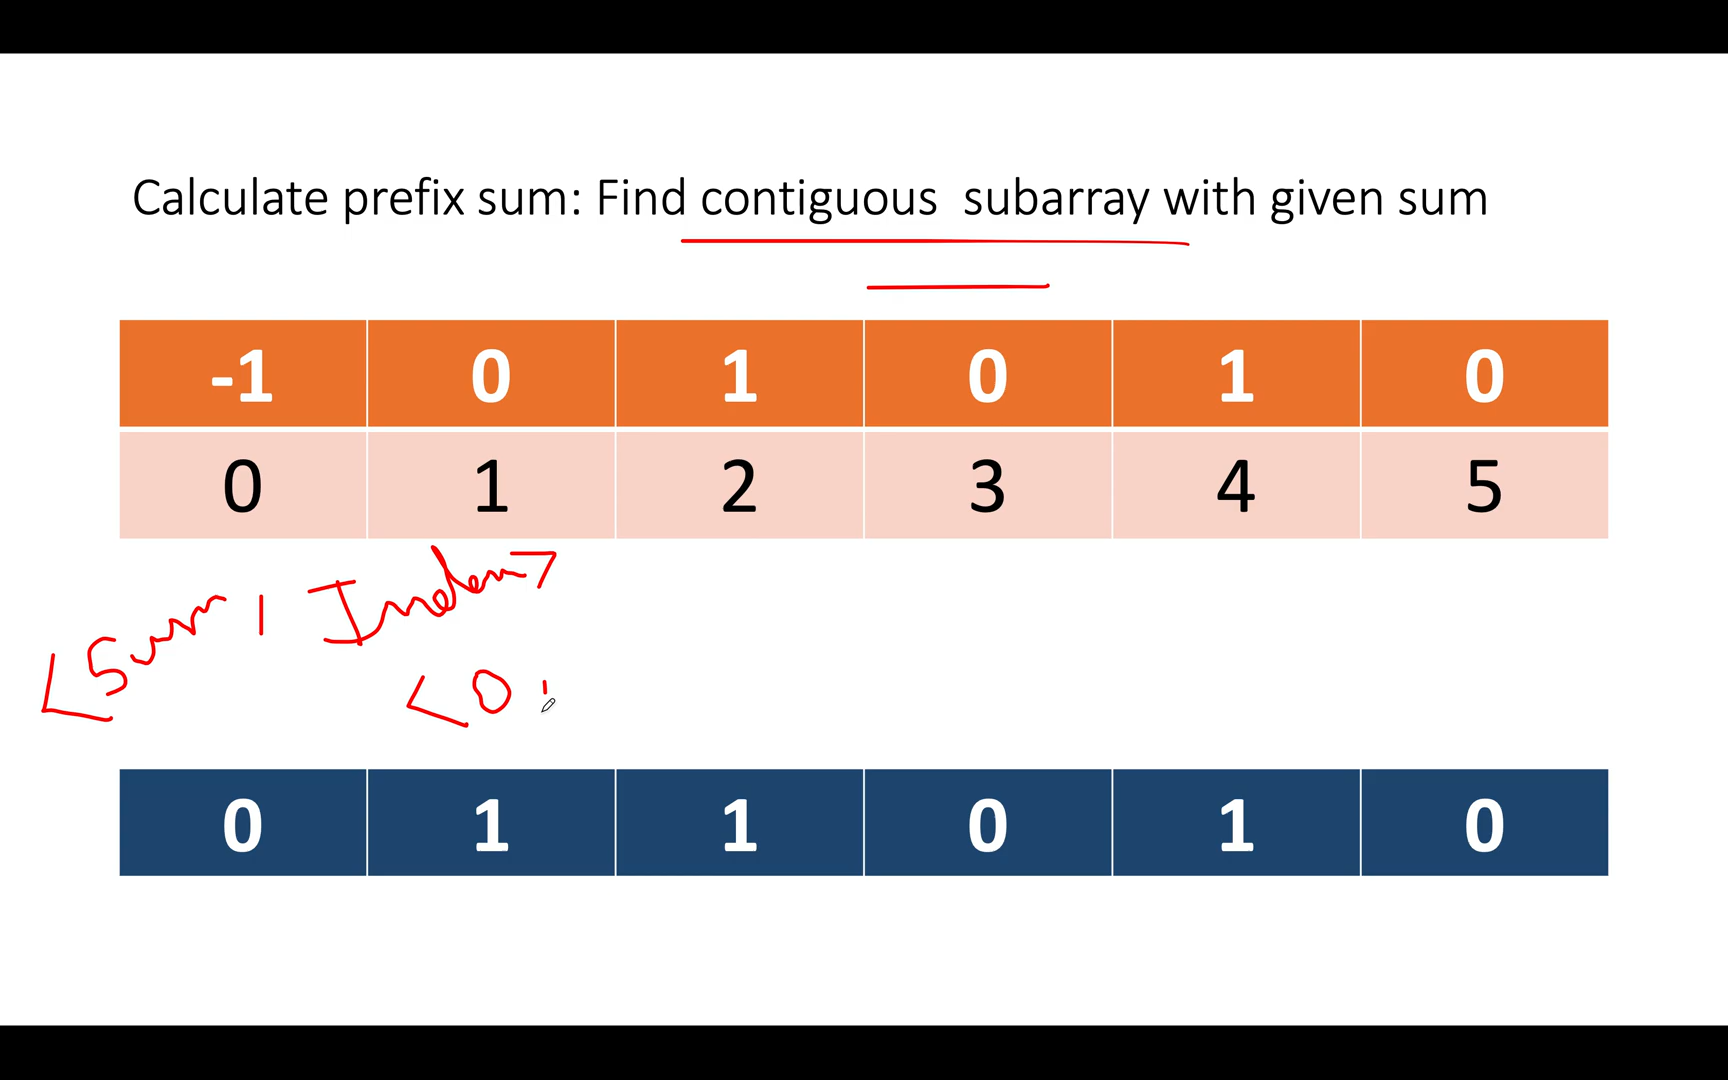 Calculate prefix sum: Find contiguous subarray with given sum
-1 0 1 0 1 0
0 1 2 3 4 5
<Sum, Index>
<0,
0 1 1 0 1 0